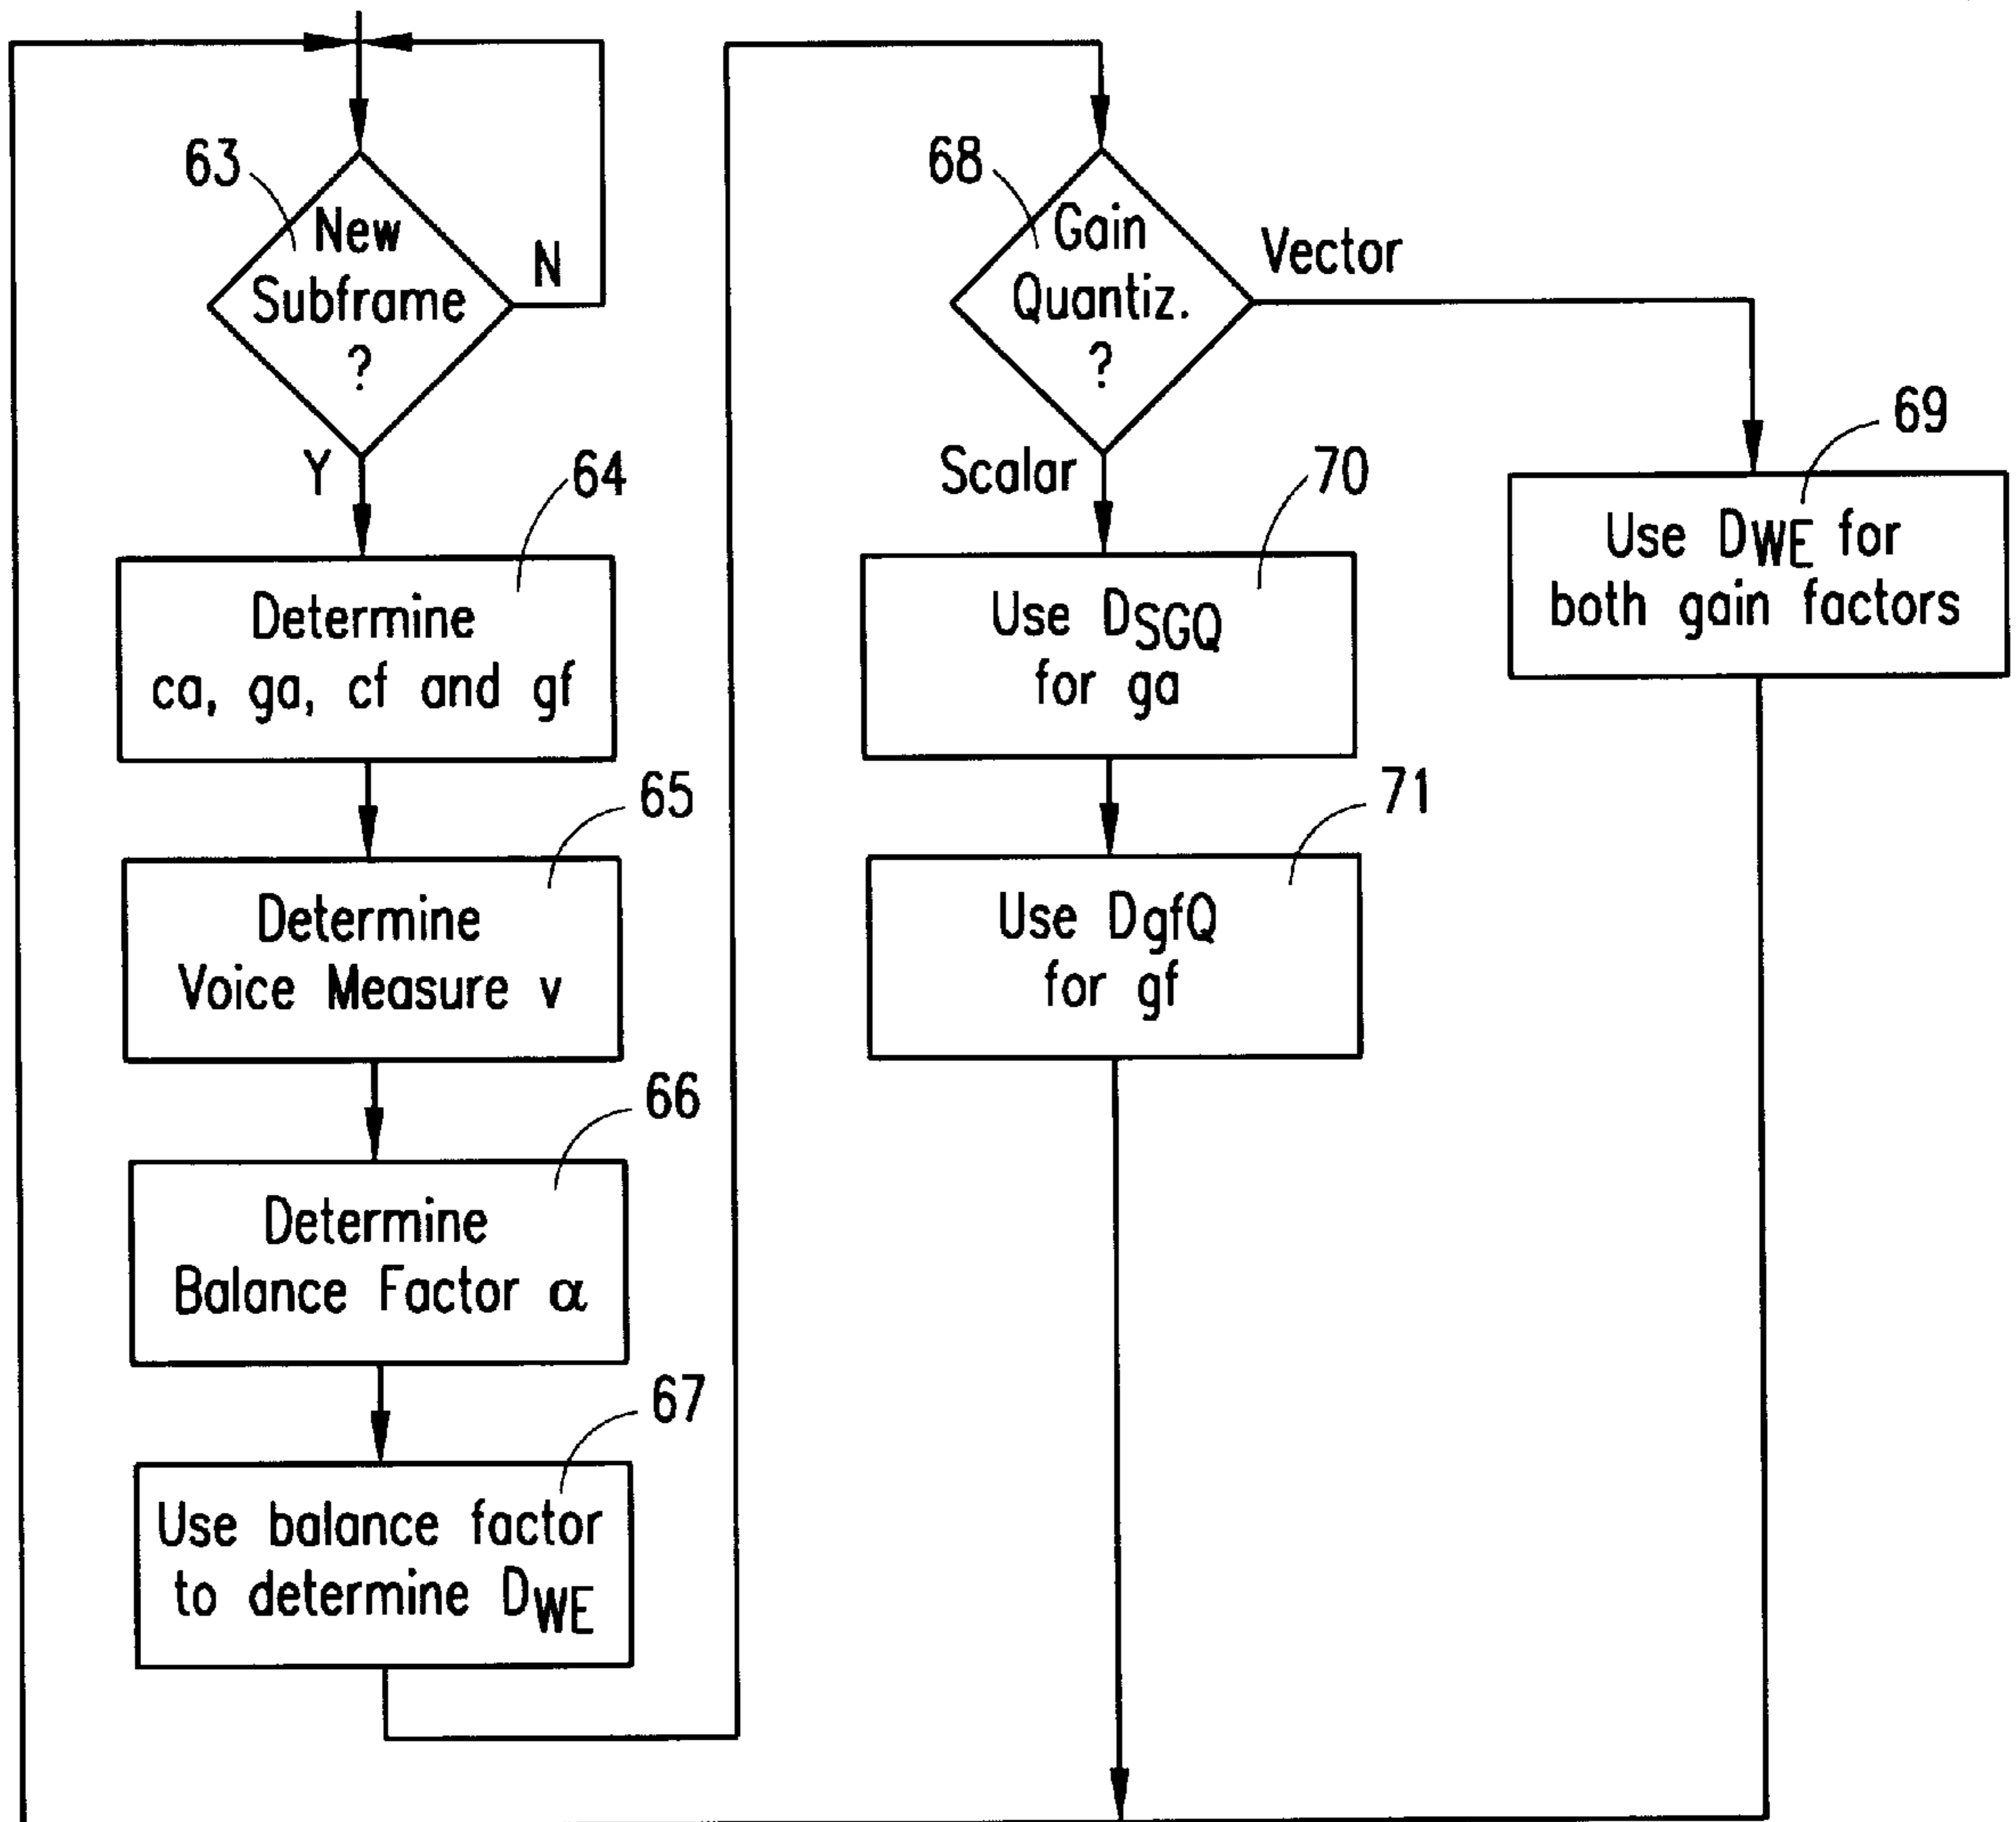 63
New
Subframe
?
N
Y
64
Determine
ca, ga, cf and gf
65
Determine
Voice Measure v
66
Determine
Balance Factor α
67
Use balance factor
to determine DWE
68
Gain
Quantiz.
?
Vector
Scalar
69
Use DWE for
both gain factors
70
Use DSGQ
for ga
71
Use DgfQ
for gf